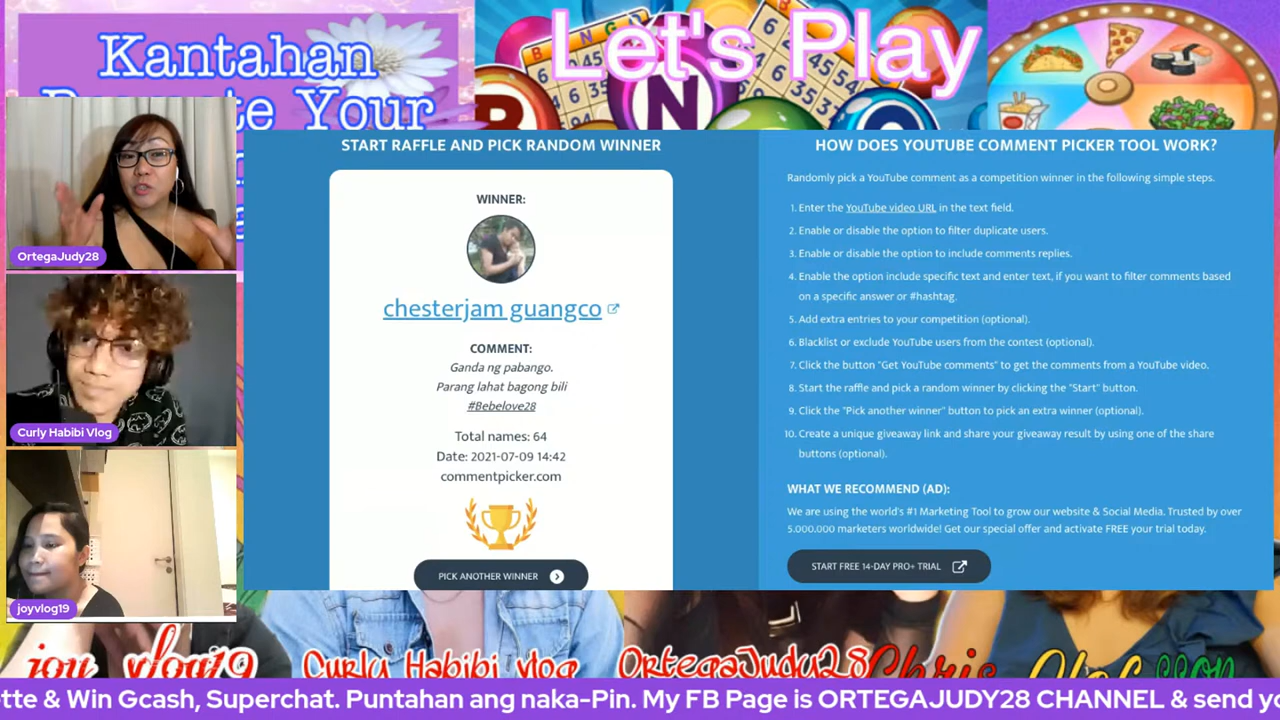 Kantahan
Promote Your
Let's Play
START RAFFLE AND PICK RANDOM WINNER
WINNER:
chesterjam guangco
COMMENT:
Ganda ng pabango.
Parang lahat bagong bili
#Bebelove28
Total names: 64
Date: 2021-07-09 14:42
commentpicker.com
PICK ANOTHER WINNER
HOW DOES YOUTUBE COMMENT PICKER TOOL WORK?
Randomly pick a YouTube comment as a competition winner in the following simple steps.
1. Enter the YouTube video URL in the text field.
2. Enable or disable the option to filter duplicate users.
3. Enable or disable the option to include comments replies.
4. Enable the option include specific text and enter text, if you want to filter comments based
on a specific answer or #hashtag.
5. Add extra entries to your competition (optional).
6. Blacklist or exclude YouTube users from the contest (optional).
7. Click the button "Get YouTube comments" to get the comments from a YouTube video.
8. Start the raffle and pick a random winner by clicking the "Start" button.
9. Click the "Pick another winner" button to pick an extra winner (optional).
10. Create a unique giveaway link and share your giveaway result by using one of the share
buttons (optional).
WHAT WE RECOMMEND (AD):
We are using the world's #1 Marketing Tool to grow our website & Social Media. Trusted by over
5.000.000 marketers worldwide! Get our special offer and activate FREE your trial today.
START FREE 14-DAY PRO+ TRIAL
OrtegaJudy28
Curly Habibi Vlog
joyvlog19
joy vlog19
Curly Habibi vlog
OrtegaJudy28
Chris
tte & Win Gcash, Superchat. Puntahan ang naka-Pin. My FB Page is ORTEGAJUDY28 CHANNEL & send yo